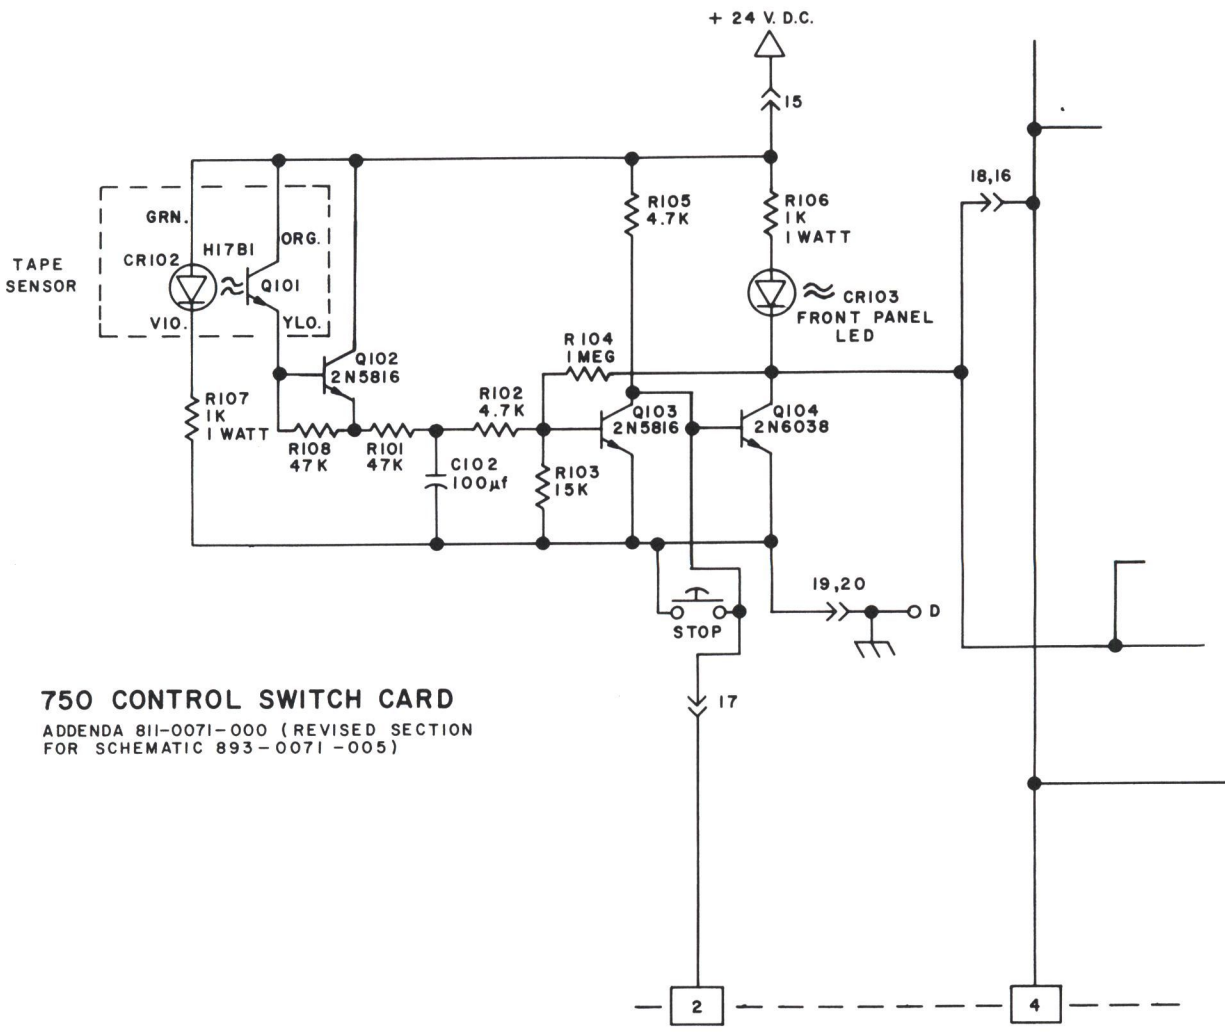 + 24 V. D.C.
15
18,16
GRN.
H17B1
ORG.
CR102
Q101
VIO.
YLO.
TAPE
SENSOR
R105
4.7K
R106
1K
1 WATT
CR103
FRONT PANEL
LED
R104
1 MEG
Q102
2N5816
R107
1K
1 WATT
R108
47K
R101
47K
R102
4.7K
C102
100µf
R103
15K
Q103
2N5816
Q104
2N6038
19,20
D
STOP
17
750 CONTROL SWITCH CARD
ADDENDA 811-0071-000 (REVISED SECTION
FOR SCHEMATIC 893-0071-005)
2
4